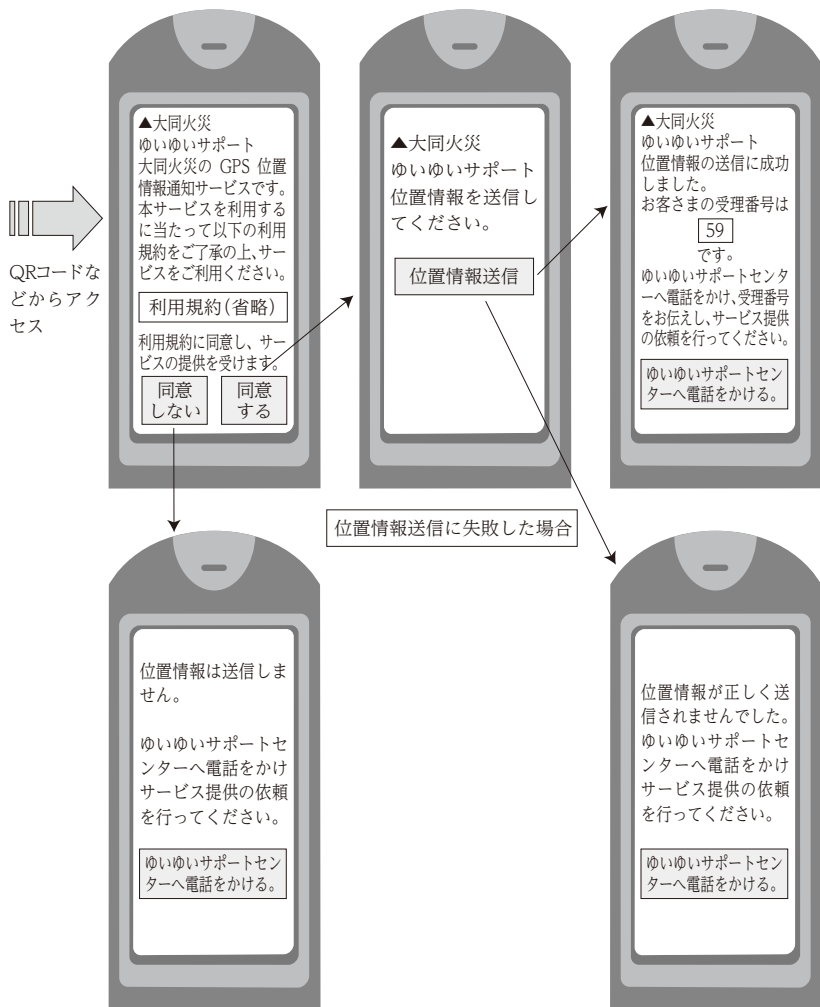 QRコードな
どからアク
セス
▲大同火災
ゆいゆいサポート
大同火災の GPS 位置
情報通知サービスです。
本サービスを利用する
に当たって以下の利用
規約をご了承の上、サー
ビスをご利用ください。
利用規約(省略)
利用規約に同意し、サー
ビスの提供を受けます。
同意
しない
同意
する
▲大同火災
ゆいゆいサポート
位置情報を送信し
てください。
位置情報送信
▲大同火災
ゆいゆいサポート
位置情報の送信に成功
しました。
お客さまの受理番号は
59
です。
ゆいゆいサポートセンタ
ーへ電話をかけ、受理番号
をお伝えし、サービス提供
の依頼を行ってください。
ゆいゆいサポートセン
ターへ電話をかける。
位置情報送信に失敗した場合
位置情報は送信しま
せん。
ゆいゆいサポートセ
ンターへ電話をかけ
サービス提供の依頼
を行ってください。
ゆいゆいサポートセン
ターへ電話をかける。
位置情報が正しく送
信されませんでした。
ゆいゆいサポートセ
ンターへ電話をかけ
サービス提供の依頼
を行ってください。
ゆいゆいサポートセン
ターへ電話をかける。